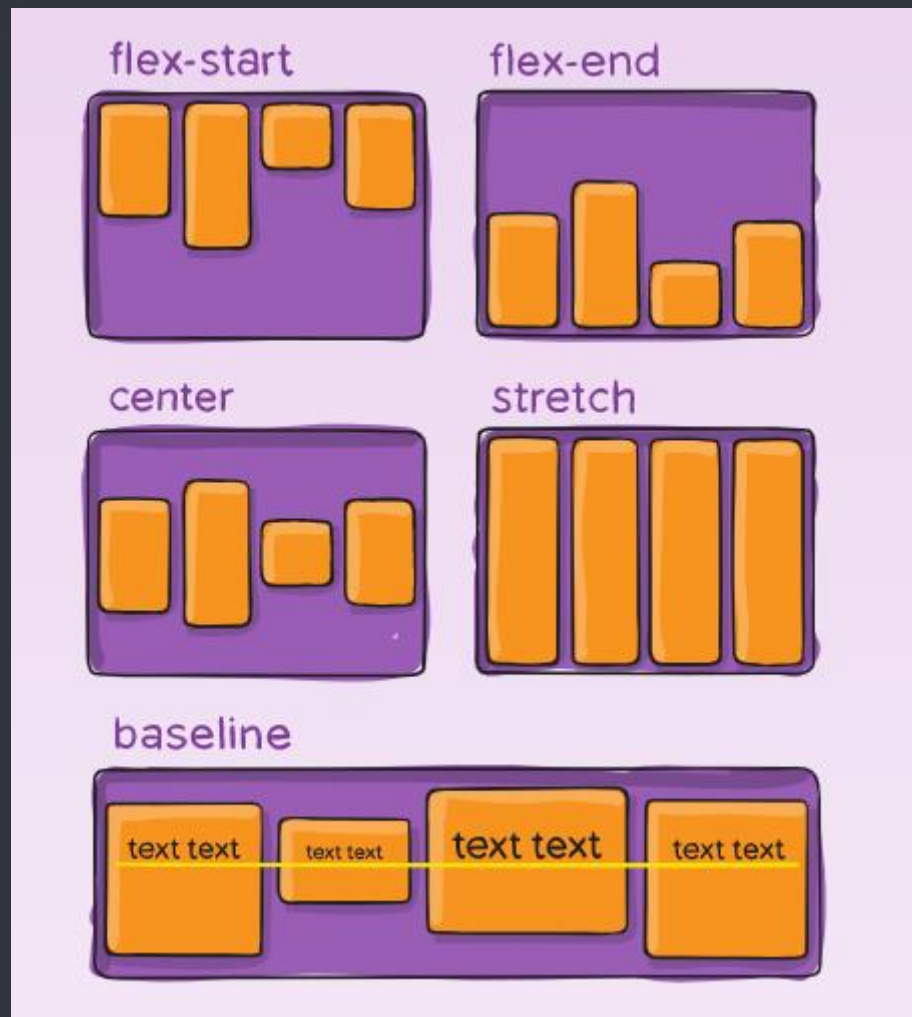 flex-start
flex-end
center
stretch
baseline
text text
text text
text text
text text